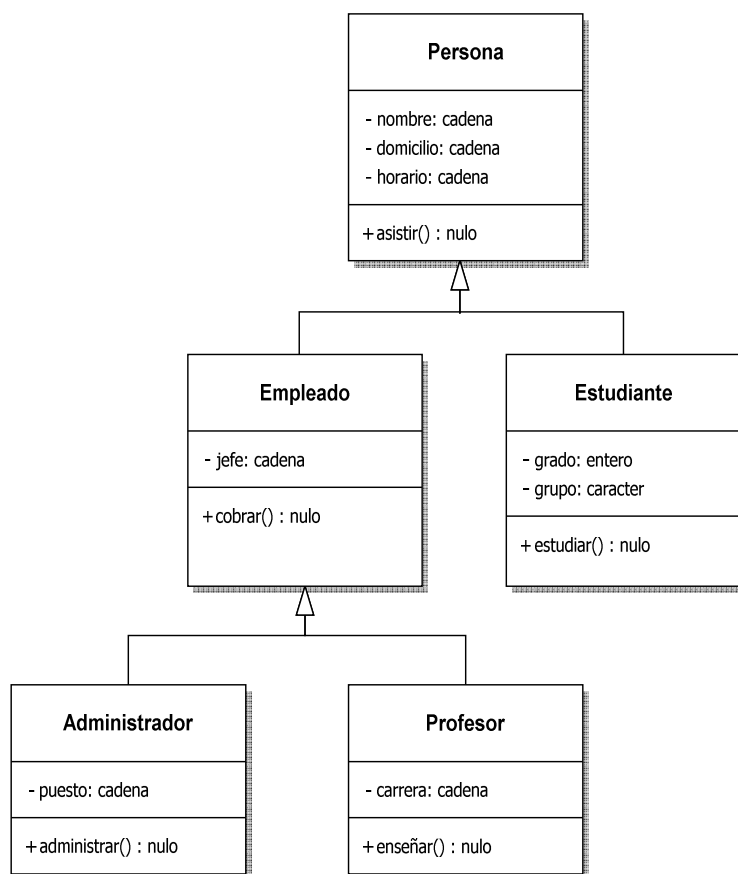 Persona
- nombre: cadena
- domicilio: cadena
- horario: cadena
+ asistir() : nulo
Empleado
- jefe: cadena
+ cobrar() : nulo
Estudiante
- grado: entero
- grupo: caracter
+ estudiar() : nulo
Administrador
- puesto: cadena
+ administrar() : nulo
Profesor
- carrera: cadena
+ enseñar() : nulo